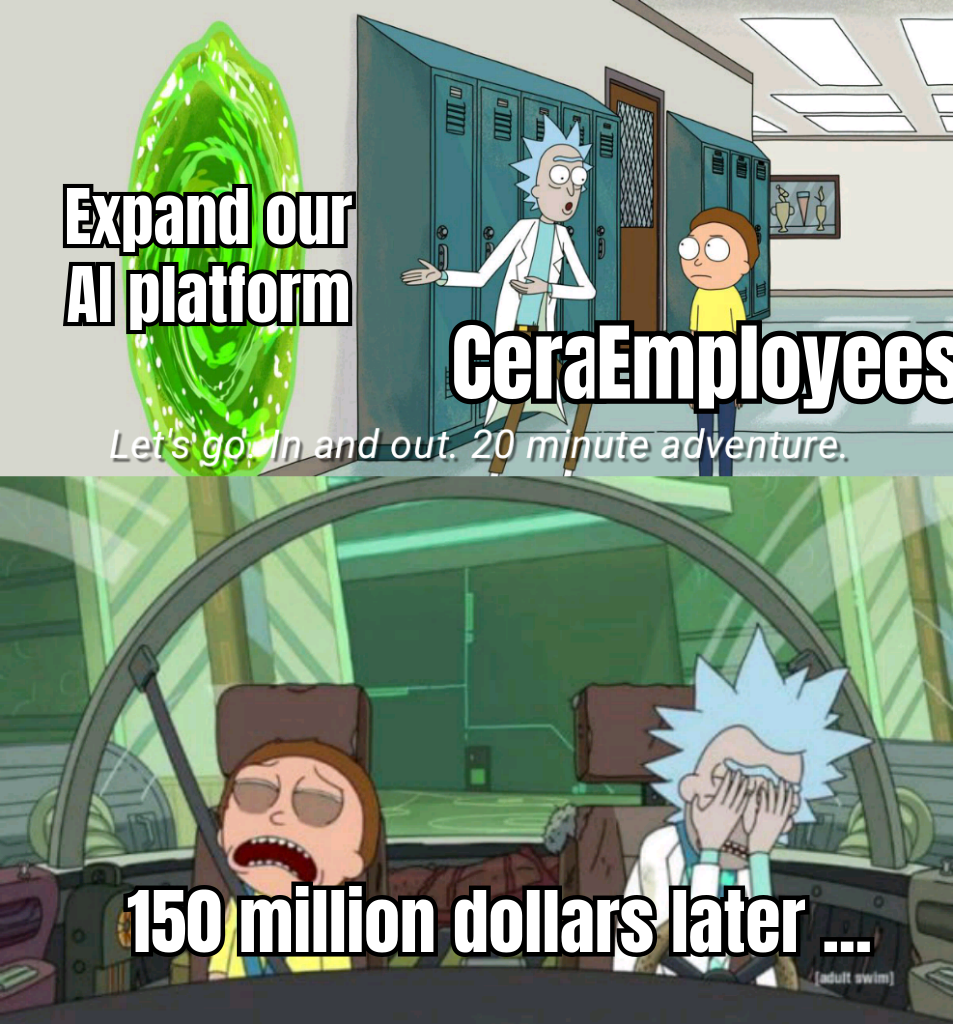 Expand our
AI platform
CeraEmployees
Let's go. In and out. 20 minute adventure.
150 million dollars later ...
[adult swim]